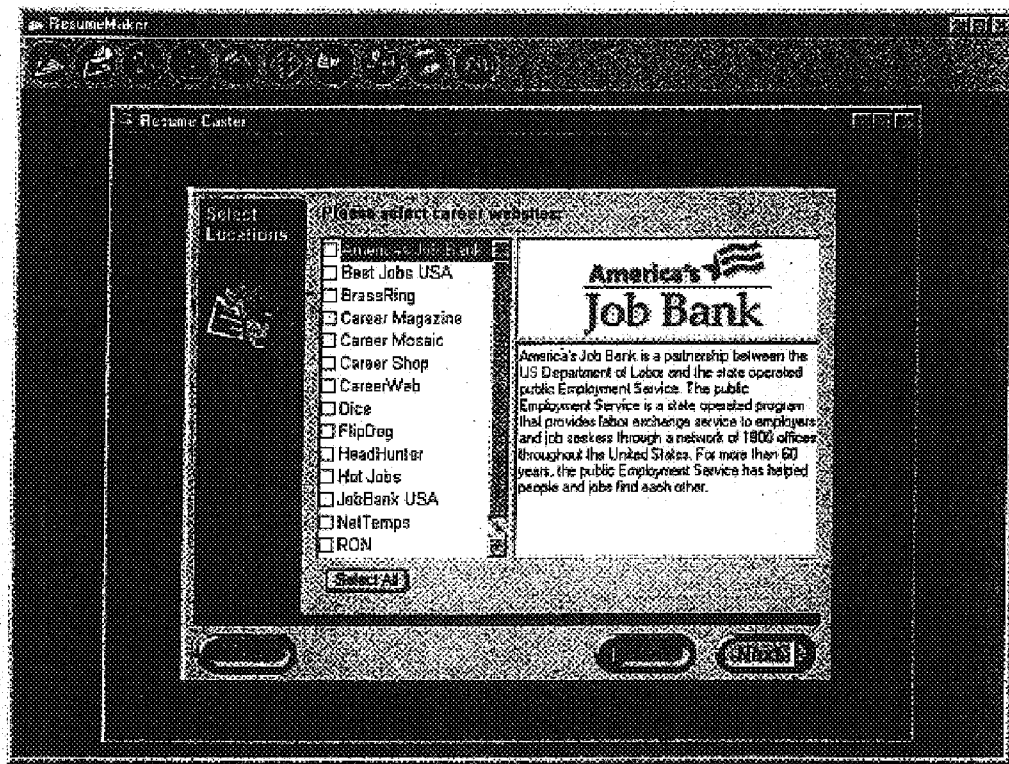 ResumeMaker
Resume Caster
Select
Locations
Please select career websites:
America's Job Bank
Best Jobs USA
BrassRing
Career Magazine
Career Mosaic
Career Shop
CareerWeb
Dice
FlipDog
HeadHunter
Hot Jobs
JobBank USA
NetTemps
RON
Select All
America's
Job Bank
America's Job Bank is a partnership between the
US Department of Labor and the state operated
public Employment Service. The public
Employment Service is a state operated program
that provides labor exchange service to employers
and job seekers through a network of 1800 offices
throughout the United States. For more than 60
years, the public Employment Service has helped
people and jobs find each other.
Next